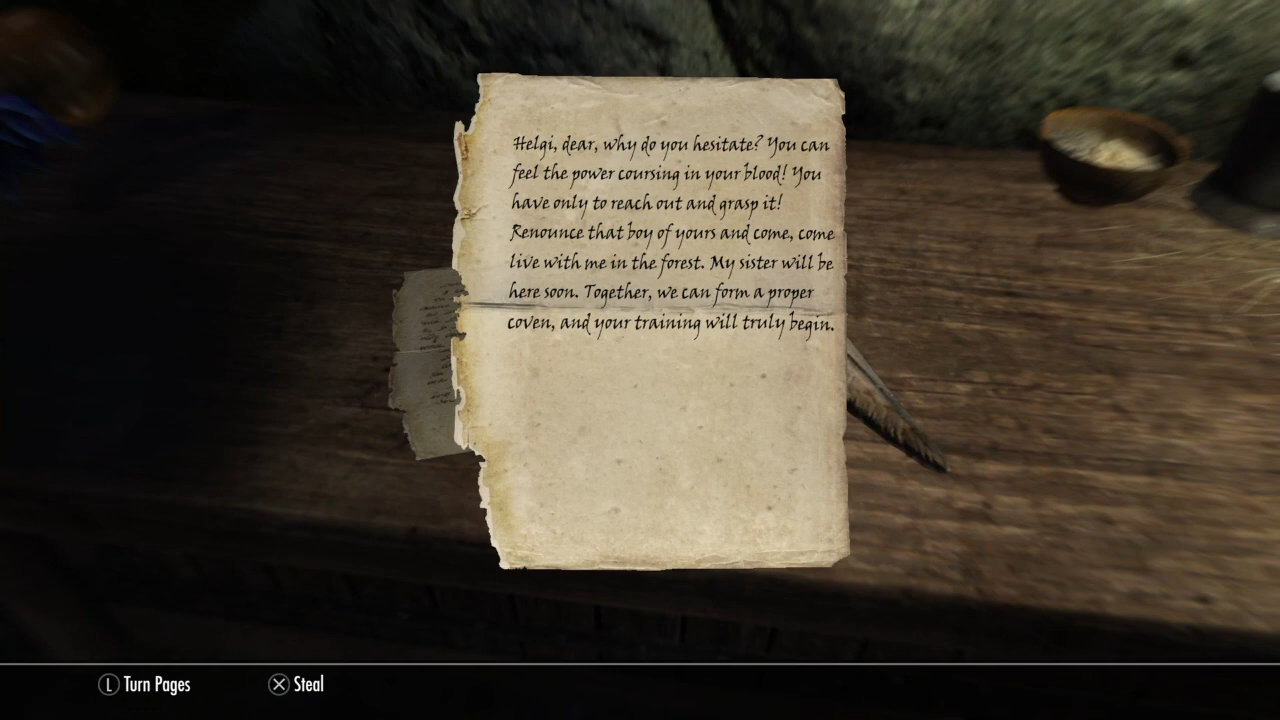 Helgi, dear, why do you hesitate? You can
feel the power coursing in your blood! You
have only to reach out and grasp it!
Renounce that boy of yours and come, come
live with me in the forest. My sister will be
here soon. Together, we can form a proper
coven, and your training will truly begin.
L Turn Pages
X Steal